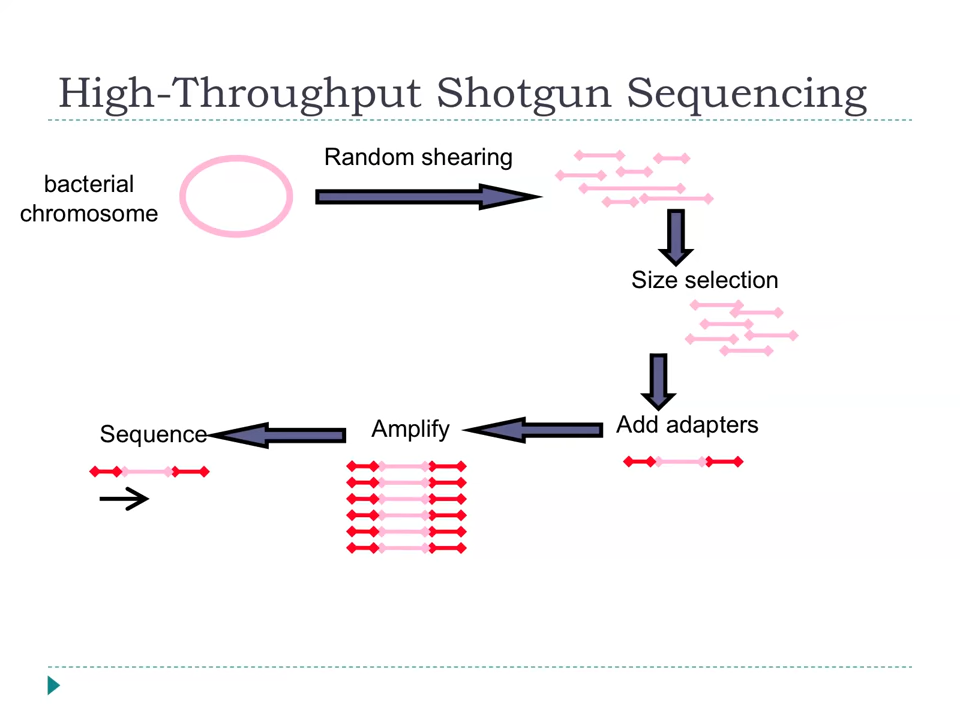 High-Throughput Shotgun Sequencing
bacterial
chromosome
Random shearing
Size selection
Add adapters
Amplify
Sequence